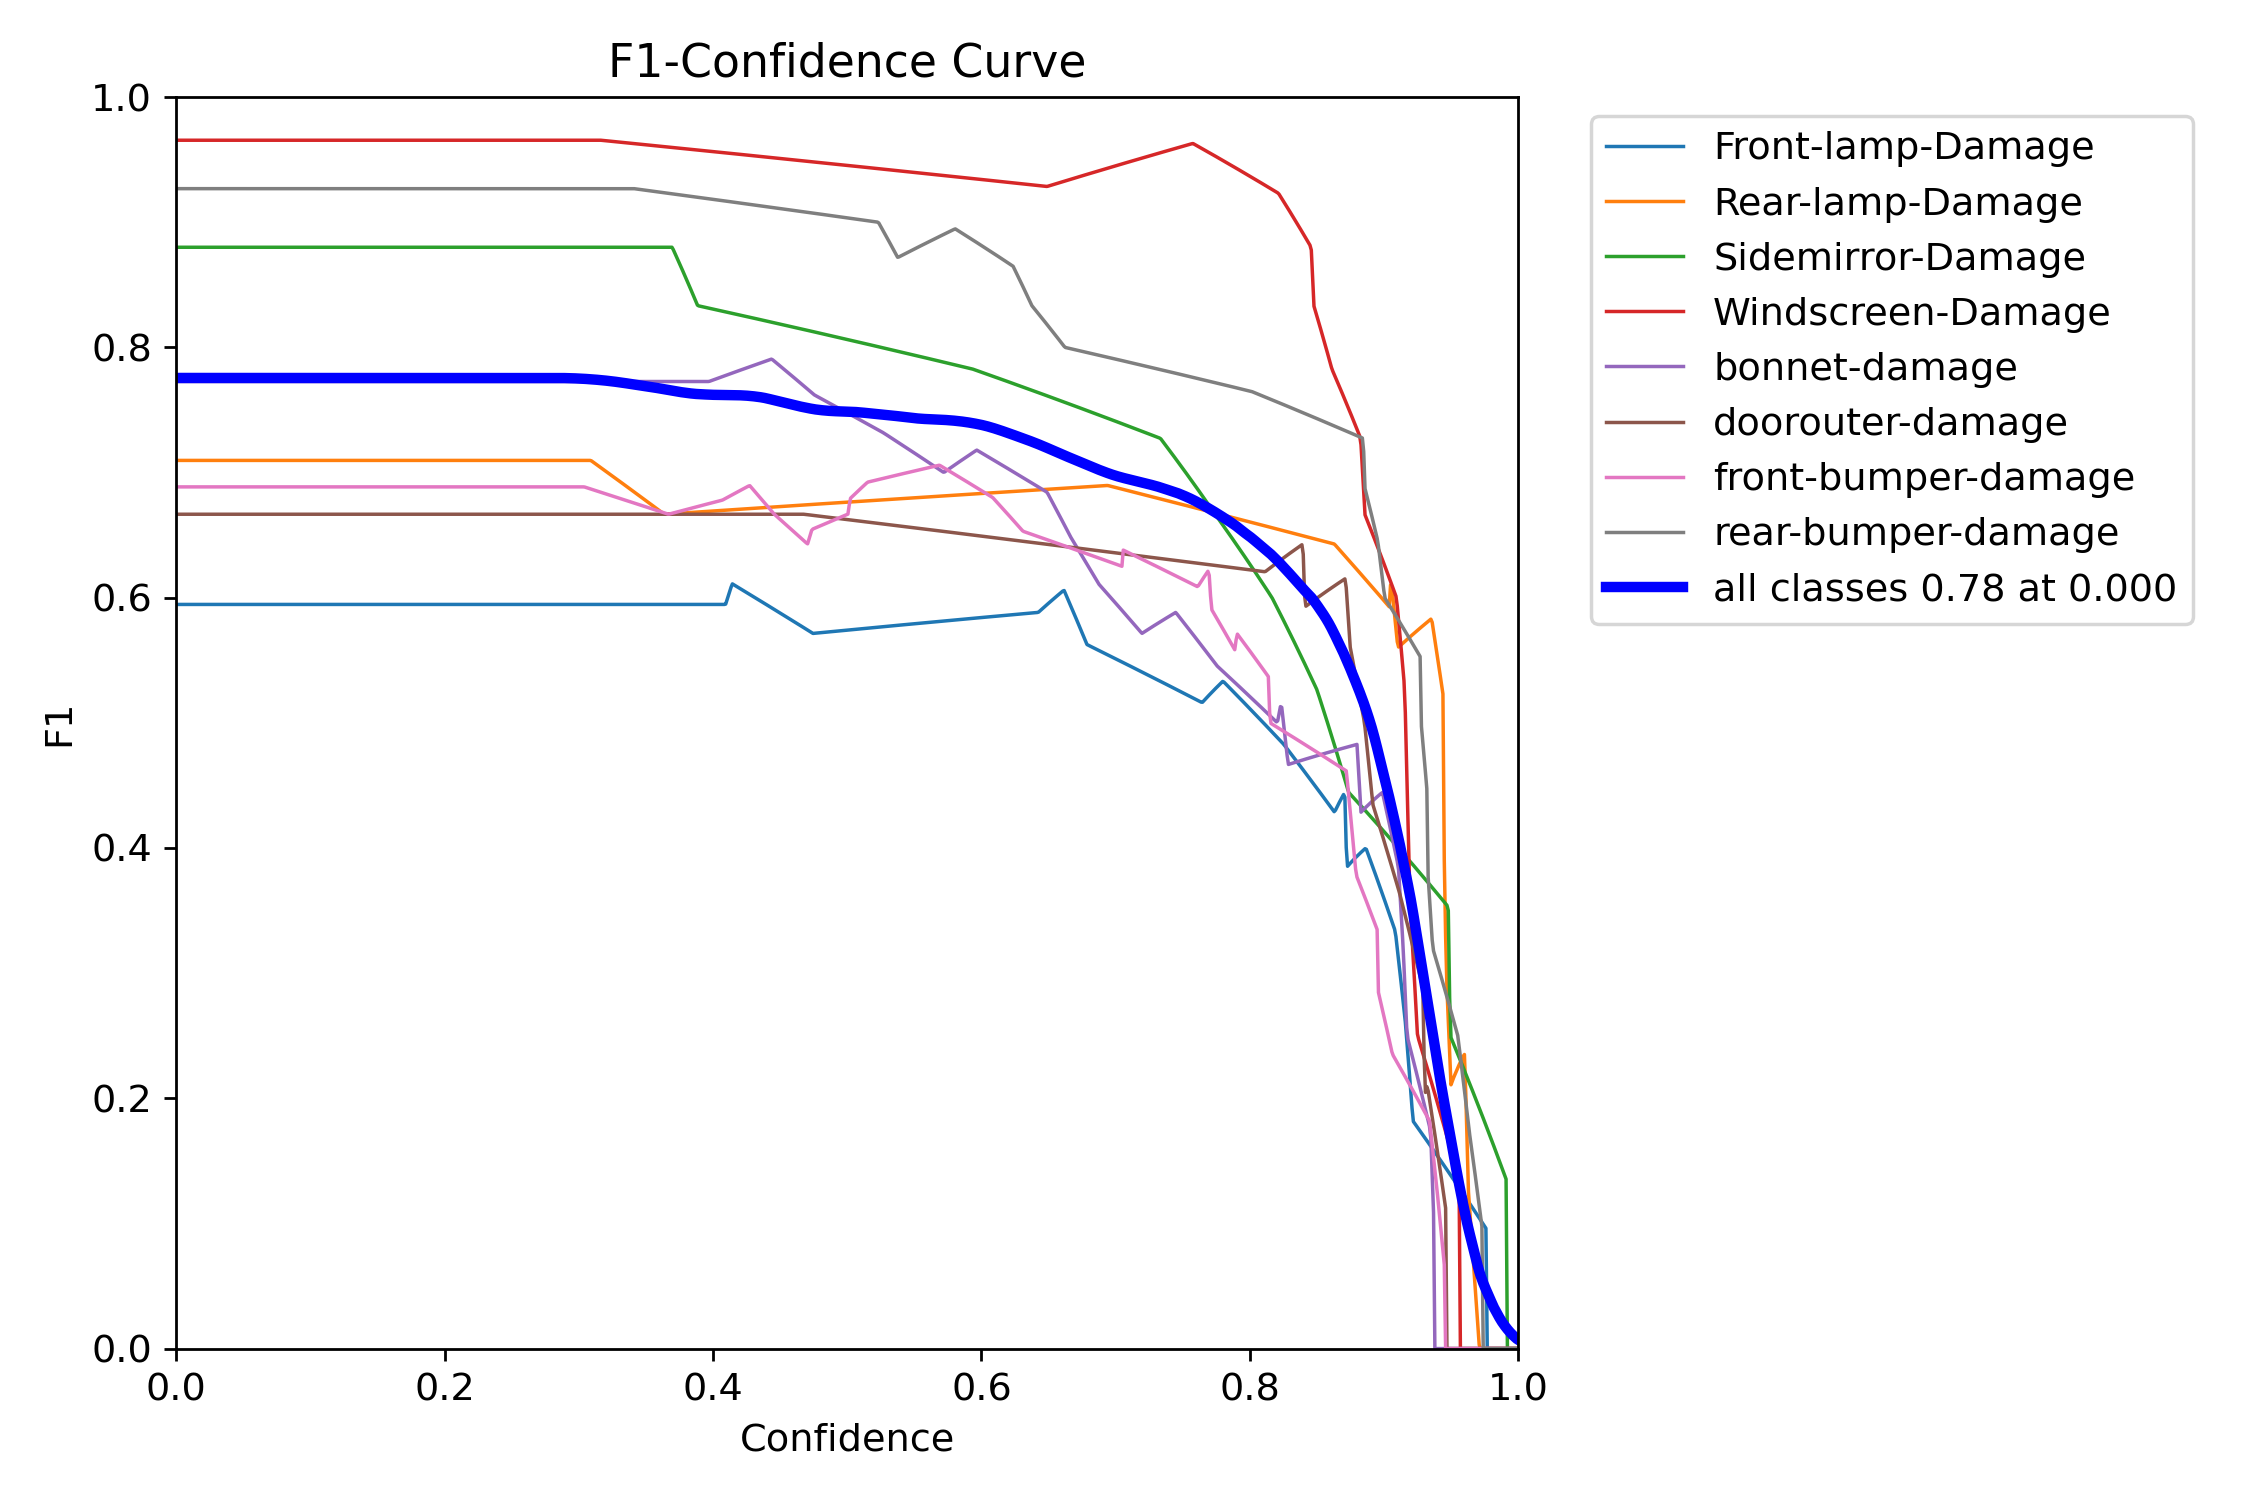 F1-Confidence Curve
1.0
0.8
0.6
0.4
0.2
0.0
F1
0.0 0.2 0.4 0.6 0.8 1.0
Confidence
Front-lamp-Damage
Rear-lamp-Damage
Sidemirror-Damage
Windscreen-Damage
bonnet-damage
doorouter-damage
front-bumper-damage
rear-bumper-damage
all classes 0.78 at 0.000